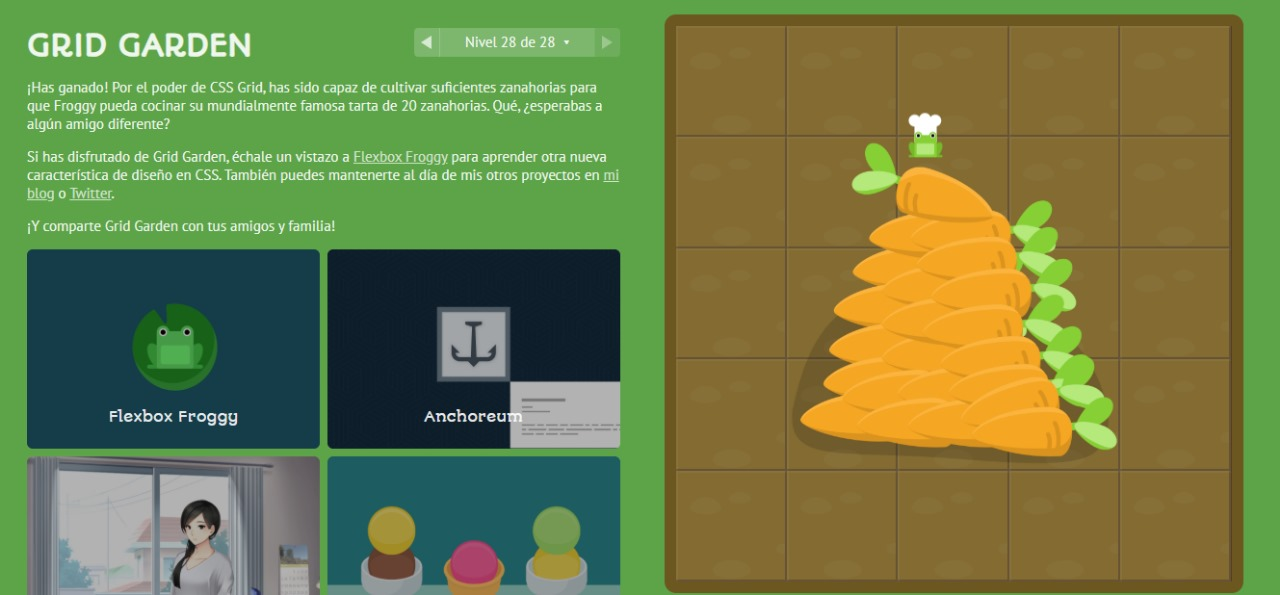 GRID GARDEN
Nivel 28 de 28
¡Has ganado! Por el poder de CSS Grid, has sido capaz de cultivar suficientes zanahorias para
que Froggy pueda cocinar su mundialmente famosa tarta de 20 zanahorias. Qué, ¿esperabas a
algún amigo diferente?
Si has disfrutado de Grid Garden, échale un vistazo a Flexbox Froggy para aprender otra nueva
característica de diseño en CSS. También puedes mantenerte al día de mis otros proyectos en mi
blog o Twitter.
¡Y comparte Grid Garden con tus amigos y familia!
Flexbox Froggy
Anchoreum